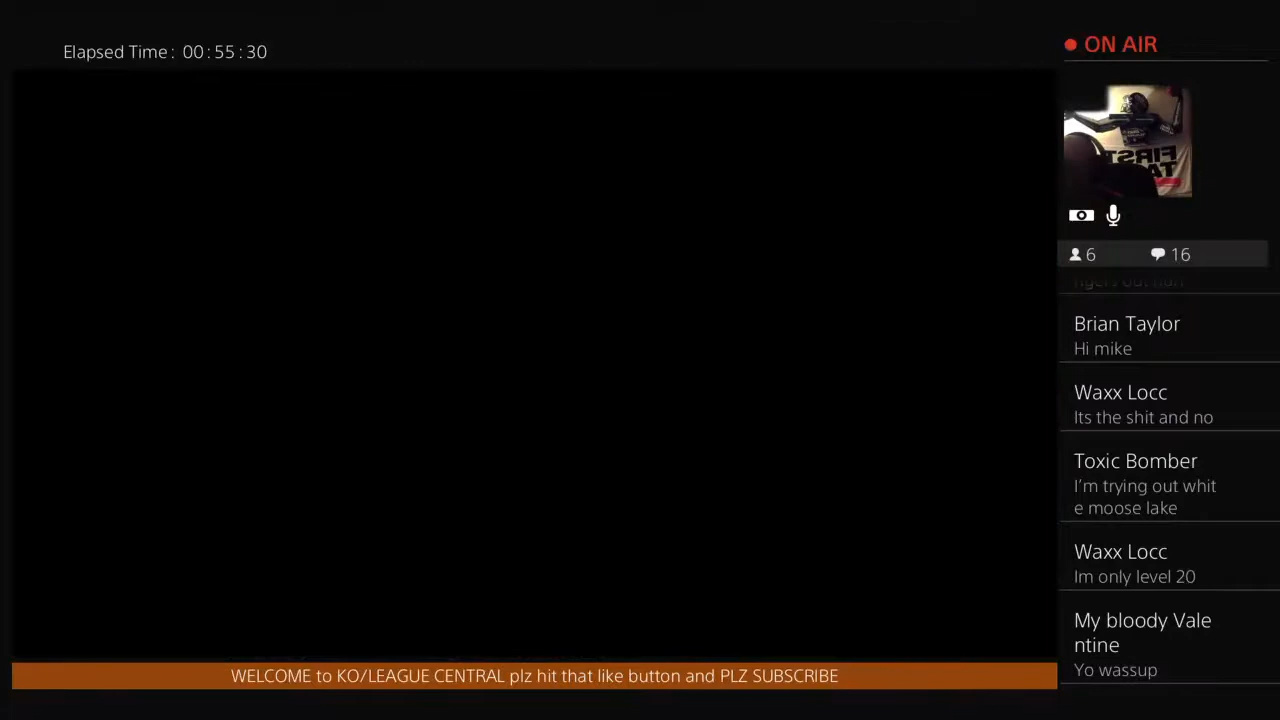 Elapsed Time: 00:55:30
ON AIR
6 16
Brian Taylor
Hi mike
Waxx Locc
Its the shit and no
Toxic Bomber
I'm trying out whit
e moose lake
Waxx Locc
Im only level 20
My bloody Vale
ntine
Yo wassup
WELCOME to KO/LEAGUE CENTRAL plz hit that like button and PLZ SUBSCRIBE